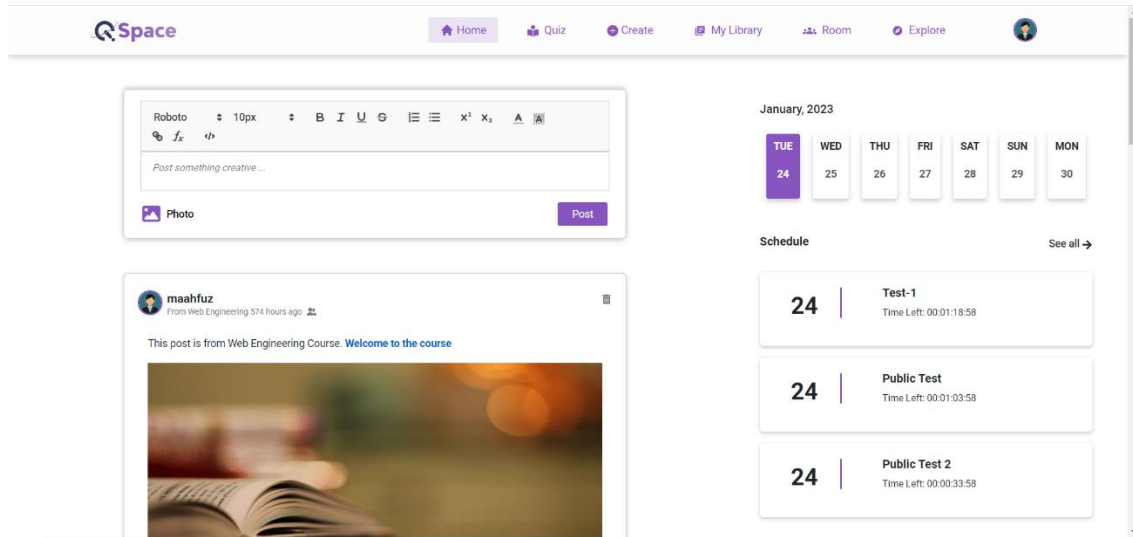 QSpace
Home Quiz Create My Library Room Explore
Roboto 10px B I U S X² X₂ A A
fx </>
Post something creative ...
Photo Post
maahfuz
From Web Engineering 574 hours ago
This post is from Web Engineering Course. Welcome to the course
January, 2023
TUE WED THU FRI SAT SUN MON
24 25 26 27 28 29 30
Schedule See all →
24 Test-1
Time Left: 00:01:18:58
24 Public Test
Time Left: 00:01:03:58
24 Public Test 2
Time Left: 00:00:33:58